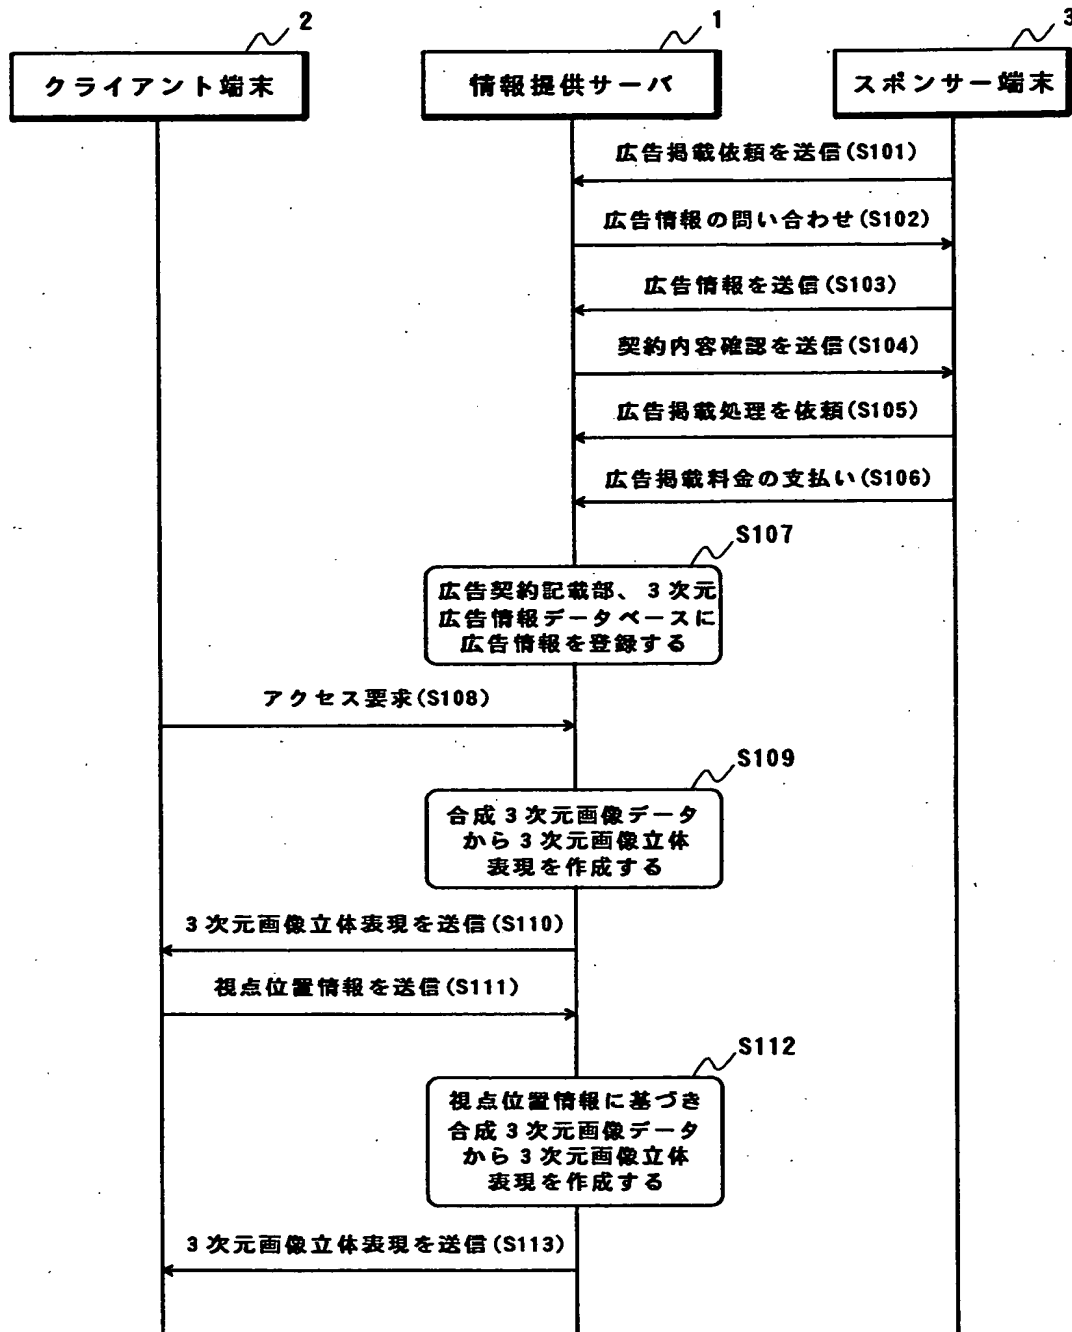 2
1
3
クライアント端末
情報提供サーバ
スポンサー端末
広告掲載依頼を送信(S101)
広告情報の問い合わせ(S102)
広告情報を送信(S103)
契約内容確認を送信(S104)
広告掲載処理を依頼(S105)
広告掲載料金の支払い(S106)
S107
広告契約記載部、3次元
広告情報データベースに
広告情報を登録する
アクセス要求(S108)
S109
合成3次元画像データ
から3次元画像立体
表現を作成する
3次元画像立体表現を送信(S110)
視点位置情報を送信(S111)
S112
視点位置情報に基づき
合成3次元画像データ
から3次元画像立体
表現を作成する
3次元画像立体表現を送信(S113)